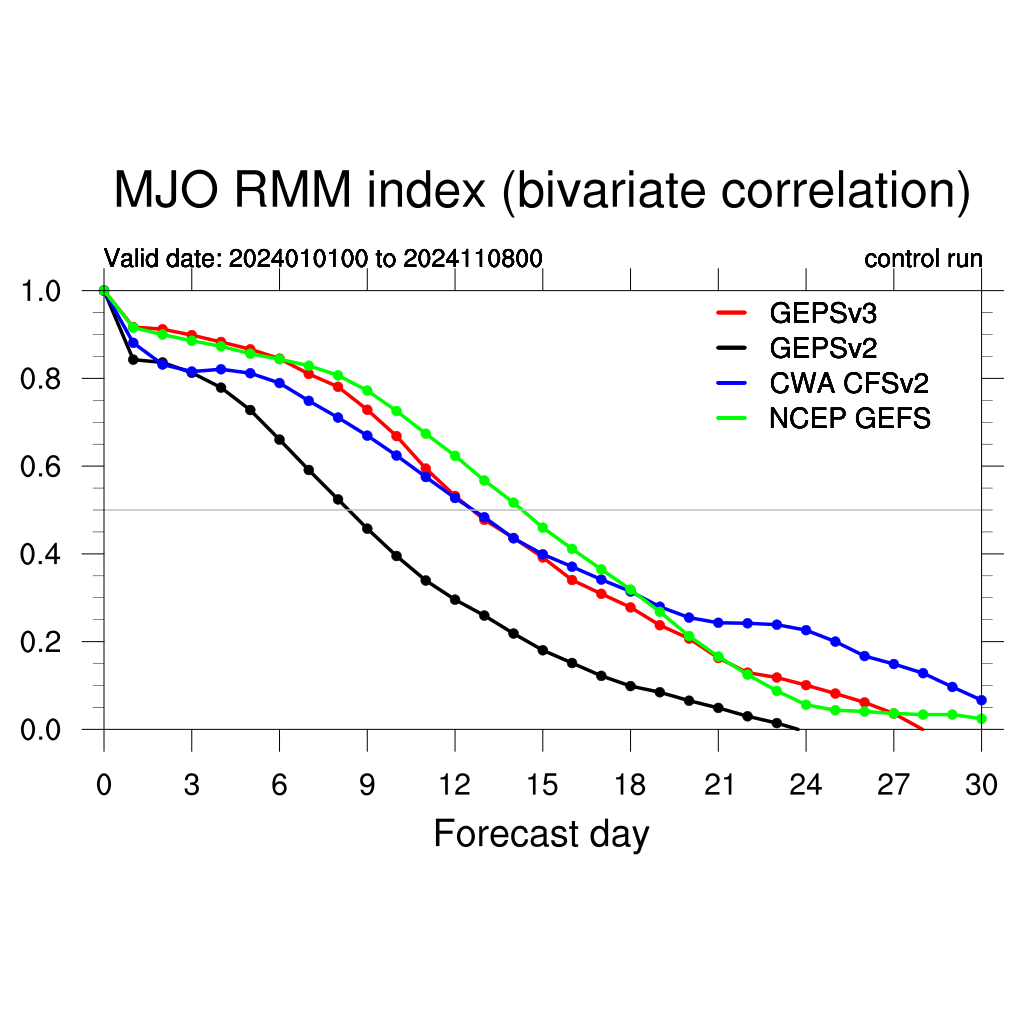 MJO RMM index (bivariate correlation)
Valid date: 2024010100 to 2024110800 control run
1.0
0.8
0.6
0.4
0.2
0.0
GEPSv3
GEPSv2
CWA CFSv2
NCEP GEFS
0 3 6 9 12 15 18 21 24 27 30
Forecast day